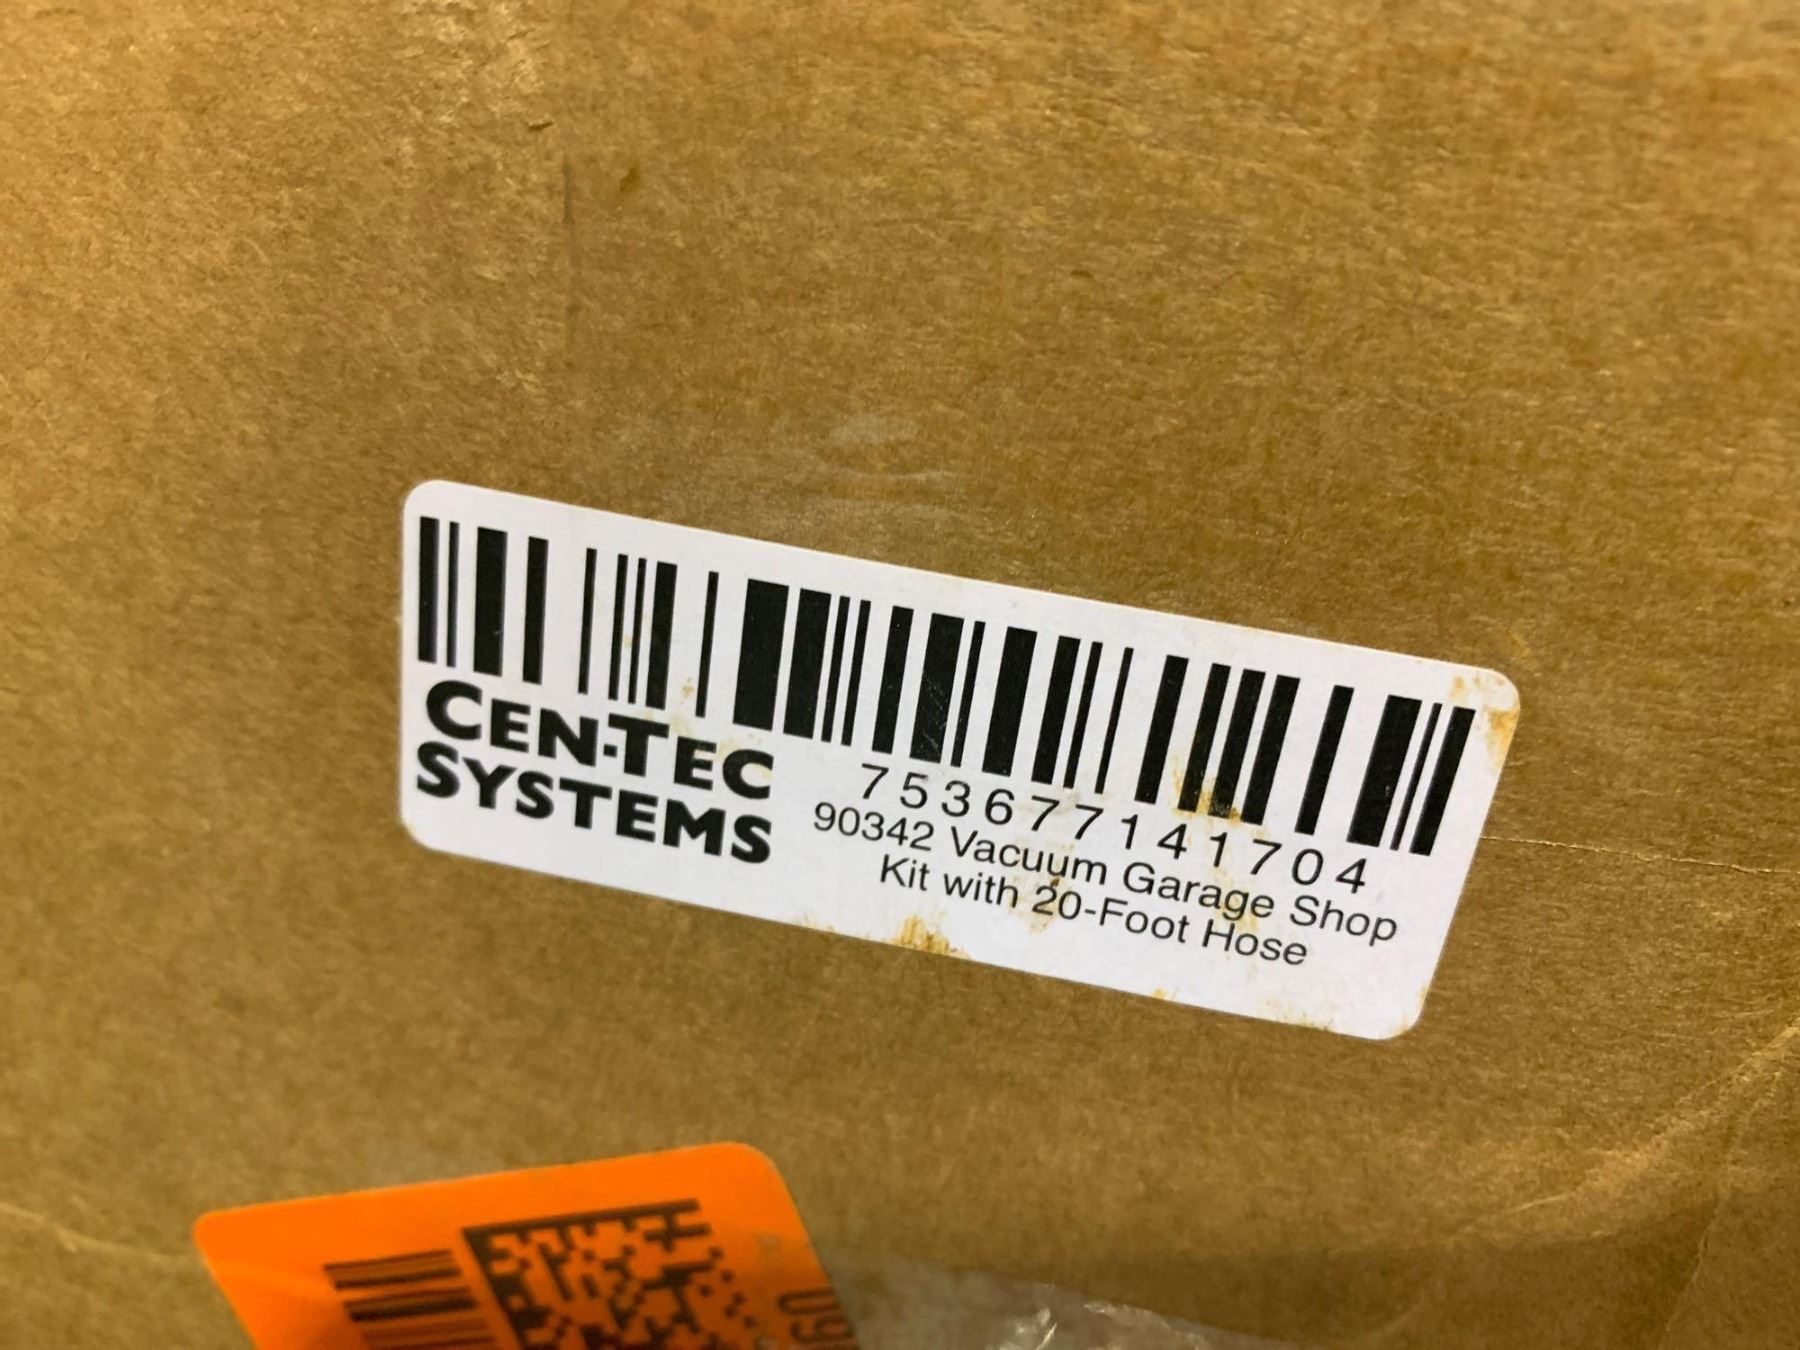 CEN-TEC
SYSTEMS
753677141704
90342 Vacuum Garage Shop
Kit with 20-Foot Hose